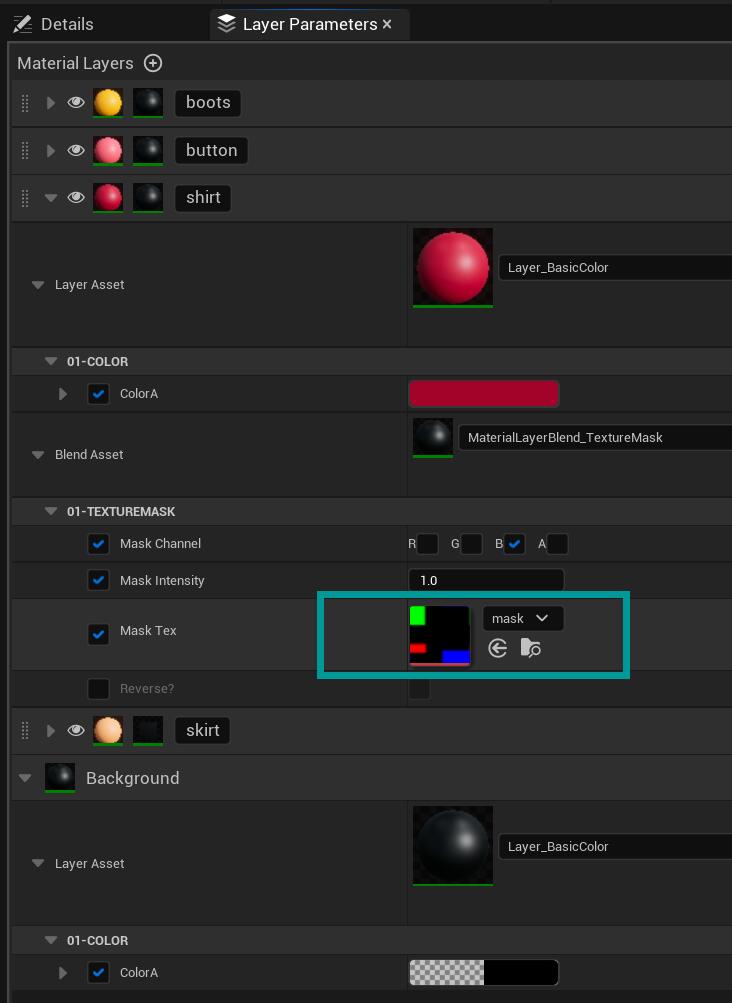 Details
Layer Parameters
Material Layers
boots
button
shirt
Layer Asset
Layer_BasicColor
01-COLOR
ColorA
Blend Asset
MaterialLayerBlend_TextureMask
01-TEXTUREMASK
Mask Channel R G B A
Mask Intensity 1.0
Mask Tex mask
Reverse?
skirt
Background
Layer Asset
Layer_BasicColor
01-COLOR
ColorA